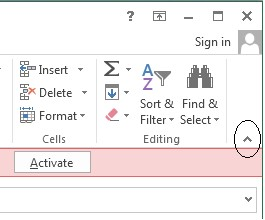 ?
Sign in
Insert
Delete
Format
Cells
Σ
A
Z
Sort &
Filter
Find &
Select
Editing
Activate